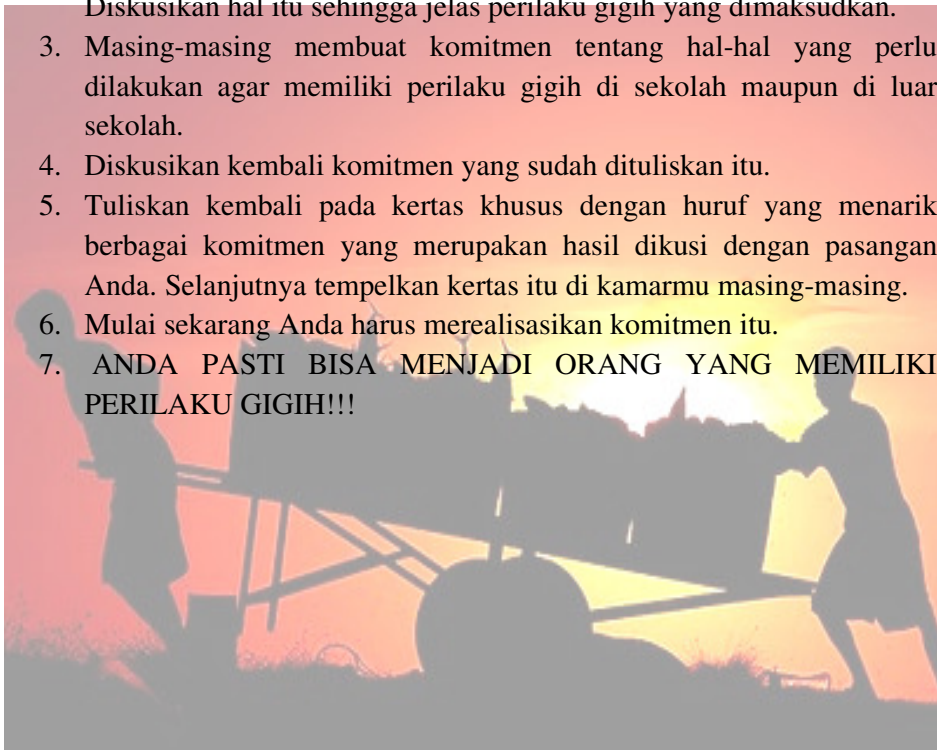 Diskusikan hal itu sehingga jelas perilaku gigih yang dimaksudkan.
3. Masing-masing membuat komitmen tentang hal-hal yang perlu
dilakukan agar memiliki perilaku gigih di sekolah maupun di luar
sekolah.
4. Diskusikan kembali komitmen yang sudah dituliskan itu.
5. Tuliskan kembali pada kertas khusus dengan huruf yang menarik
berbagai komitmen yang merupakan hasil dikusi dengan pasangan
Anda. Selanjutnya tempelkan kertas itu di kamarmu masing-masing.
6. Mulai sekarang Anda harus merealisasikan komitmen itu.
7. ANDA PASTI BISA MENJADI ORANG YANG MEMILIKI
PERILAKU GIGIH!!!